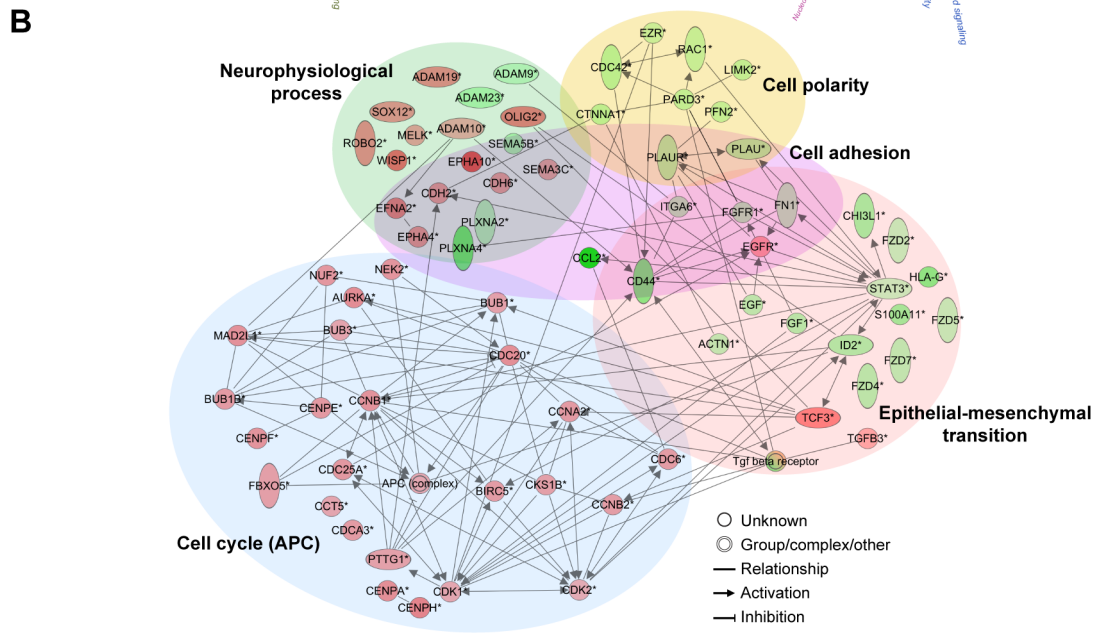 B
ng
Nucleo
ty
d signaling
Neurophysiological
process
Cell polarity
Cell adhesion
Epithelial-mesenchymal
transition
Cell cycle (APC)
EZR*
RAC1*
CDC42*
LIMK2*
PARD3*
CTNNA1*
PFN2*
PLAUR*
PLAU*
ADAM19*
ADAM9*
ADAM23*
SOX12*
OLIG2*
ROBO2*
MELK*
ADAM10*
SEMA5B*
WISP1*
EPHA10*
SEMA3C*
CDH6*
CDH2*
EFNA2*
PLXNA2*
EPHA4*
PLXNA4*
ITGA6*
FGFR1*
FN1*
CCL2*
EGFR*
CD44*
CHI3L1*
FZD2*
HLA-G*
STAT3*
EGF*
S100A11*
FZD5*
FGF1*
ACTN1*
ID2*
FZD7*
FZD4*
TCF3*
TGFB3*
Tgf beta receptor
NUF2*
NEK2*
AURKA*
BUB1*
MAD2L1*
BUB3*
CDC20*
BUB1B*
CENPE*
CCNB1*
CCNA2*
CENPF*
CDC6*
CDC25A*
FBXO5*
APC (complex)
BIRC5*
CKS1B*
CCNB2*
CCT5*
CDCA3*
PTTG1*
CENPA*
CENPH*
CDK1*
CDK2*
Unknown
Group/complex/other
Relationship
Activation
Inhibition